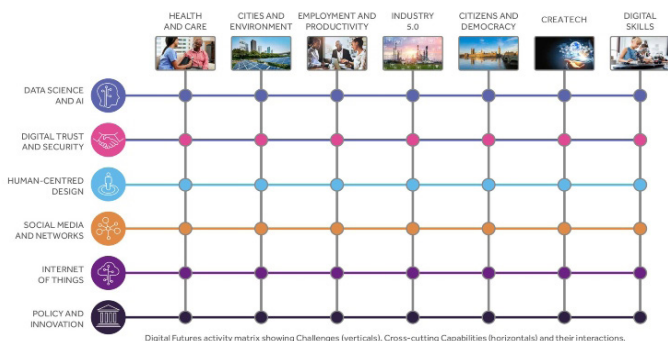 HEALTH
AND CARE
CITIES AND
ENVIRONMENT
EMPLOYMENT AND
PRODUCTIVITY
INDUSTRY
5.0
CITIZENS AND
DEMOCRACY
CREATECH
DIGITAL
SKILLS
DATA SCIENCE
AND AI
DIGITAL TRUST
AND SECURITY
HUMAN-CENTRED
DESIGN
SOCIAL MEDIA
AND NETWORKS
INTERNET
OF THINGS
POLICY AND
INNOVATION
Digital Futures activity matrix showing Challenges (verticals), Cross-cutting Capabilities (horizontals) and their interactions.